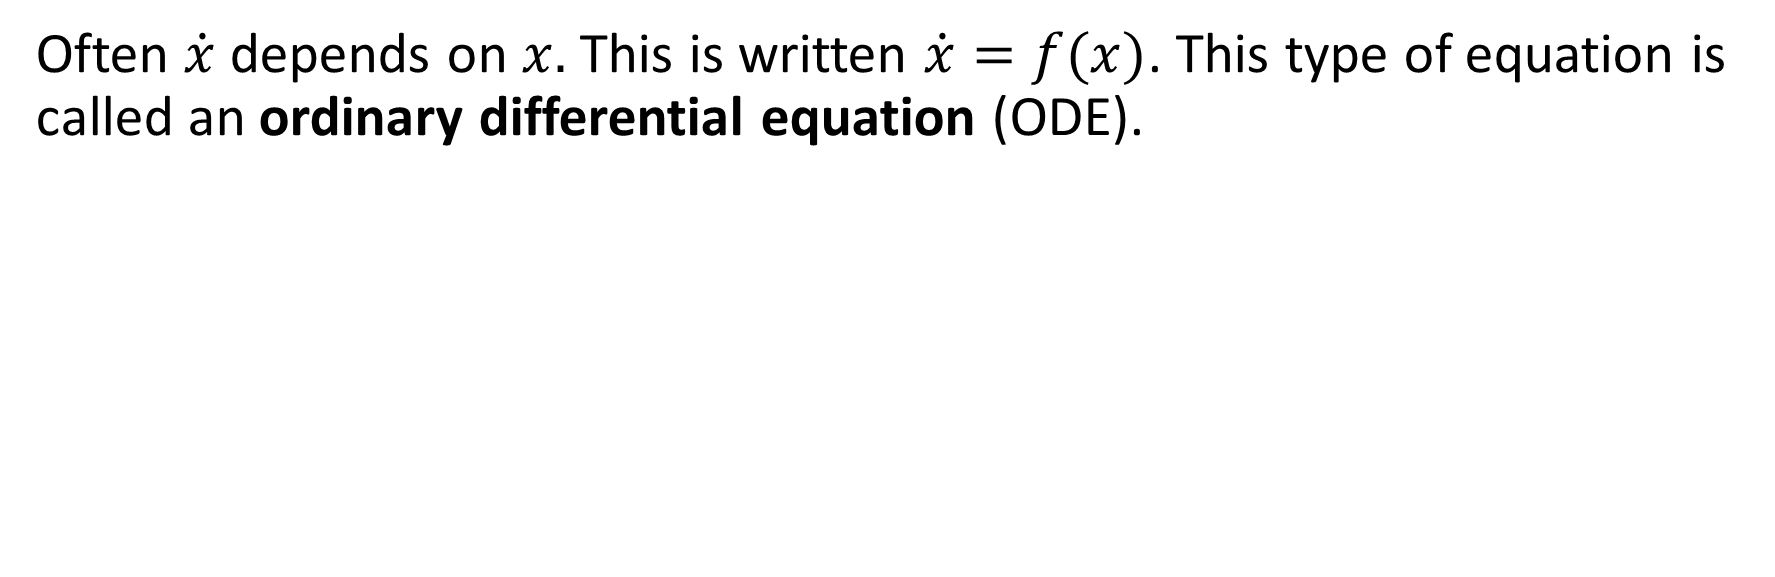 Often ẋ depends on x. This is written ẋ = f(x). This type of equation is
called an ordinary differential equation (ODE).